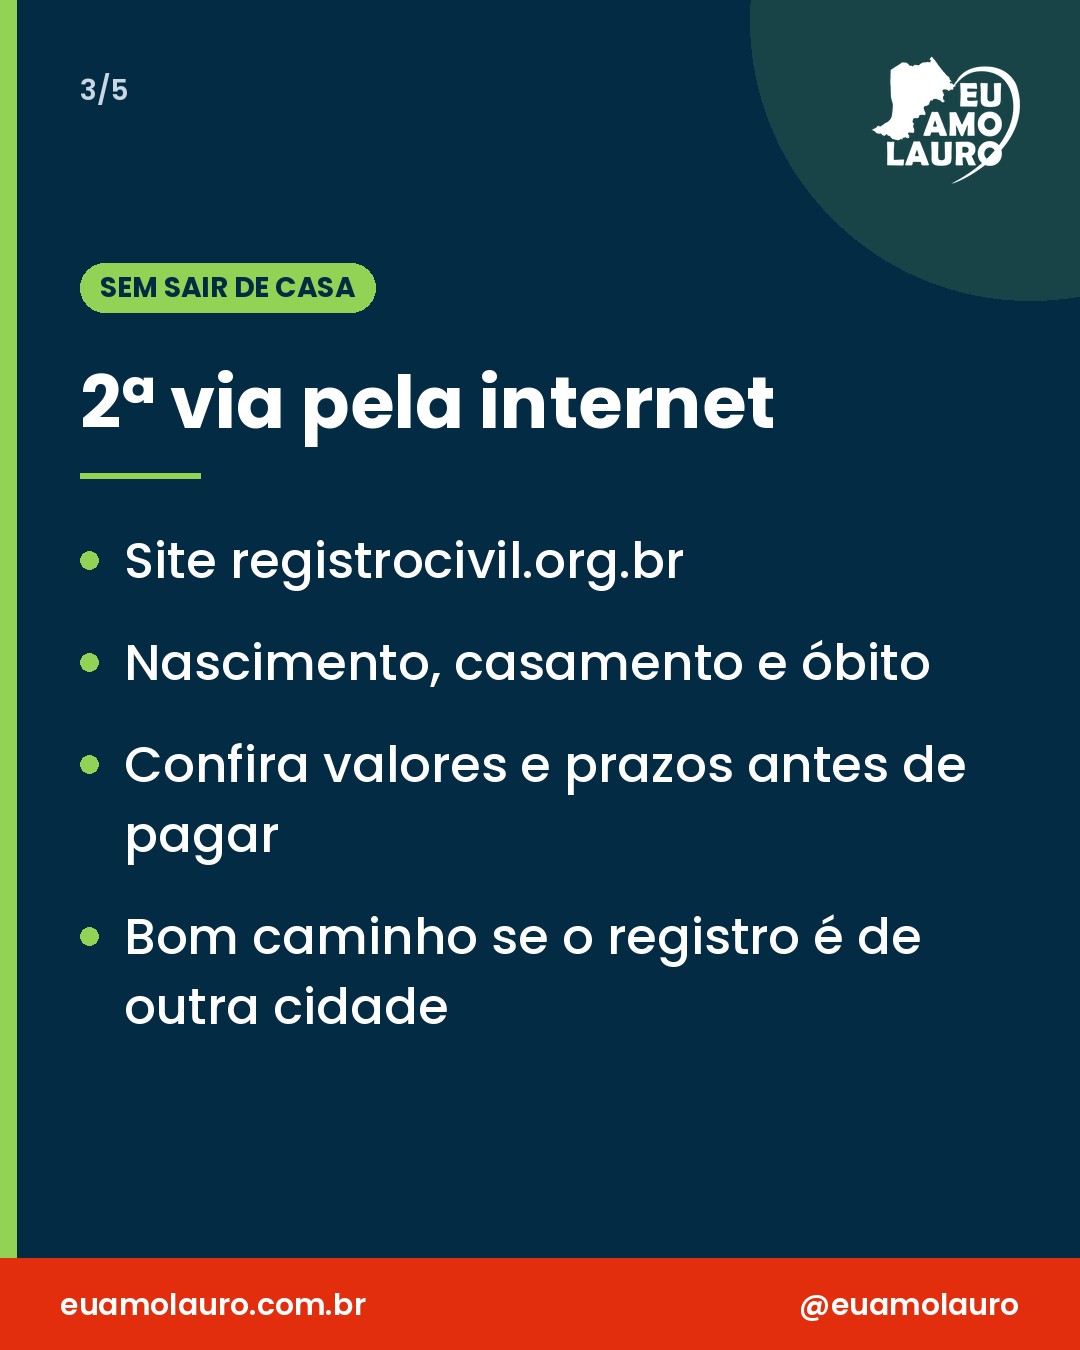 3/5
EU
AMO
LAURO
SEM SAIR DE CASA
2ª via pela internet
Site registrocivil.org.br
Nascimento, casamento e óbito
Confira valores e prazos antes de
pagar
Bom caminho se o registro é de
outra cidade
euamolauro.com.br
@euamolauro